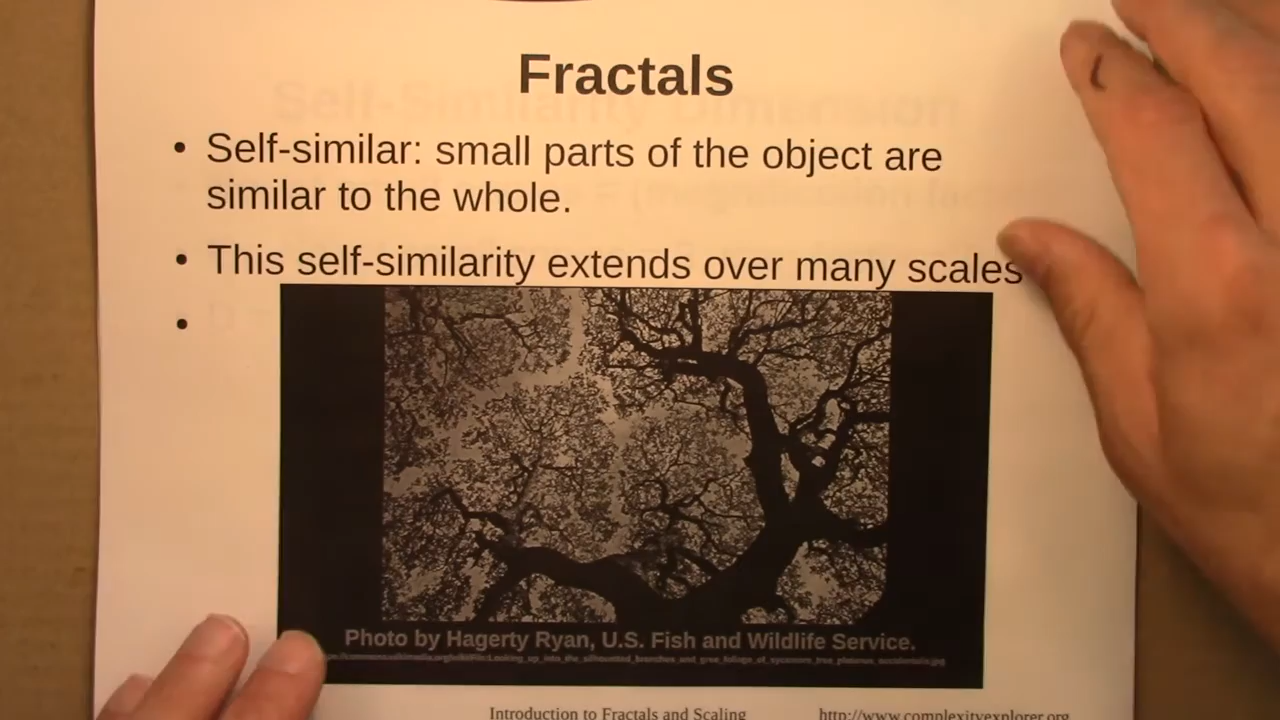 Fractals
• Self-similar: small parts of the object are
similar to the whole.
• This self-similarity extends over many scales
•
Photo by Hagerty Ryan, U.S. Fish and Wildlife Service.
Introduction to Fractals and Scaling
http://www.complexityexplorer.org